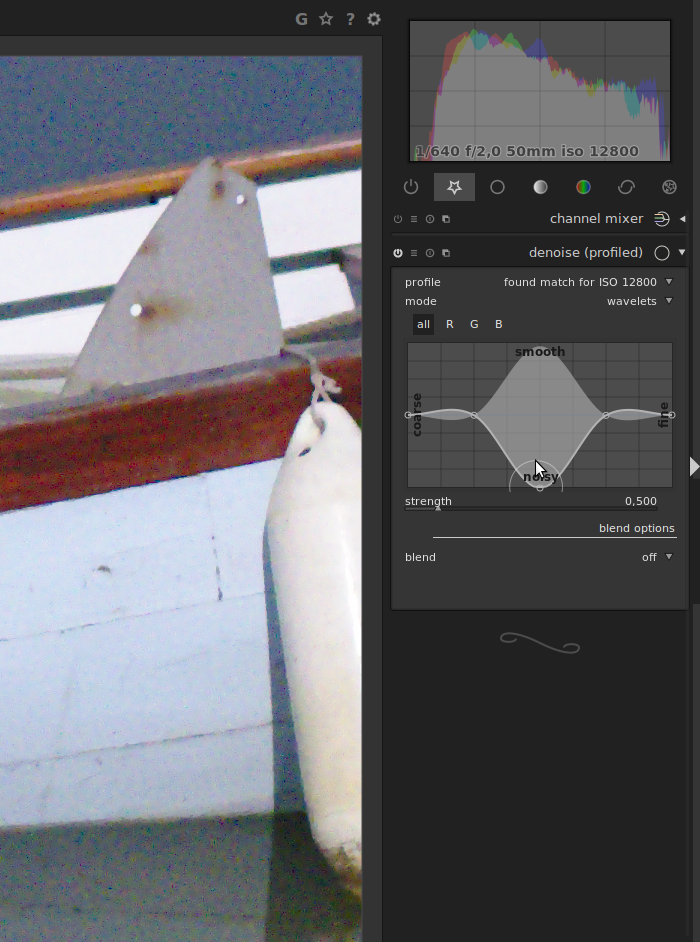 G ?
1/640 f/2,0 50mm iso 12800
channel mixer
denoise (profiled)
profile found match for ISO 12800
mode wavelets
all R G B
smooth
coarse
fine
noisy
strength 0,500
blend options
blend off